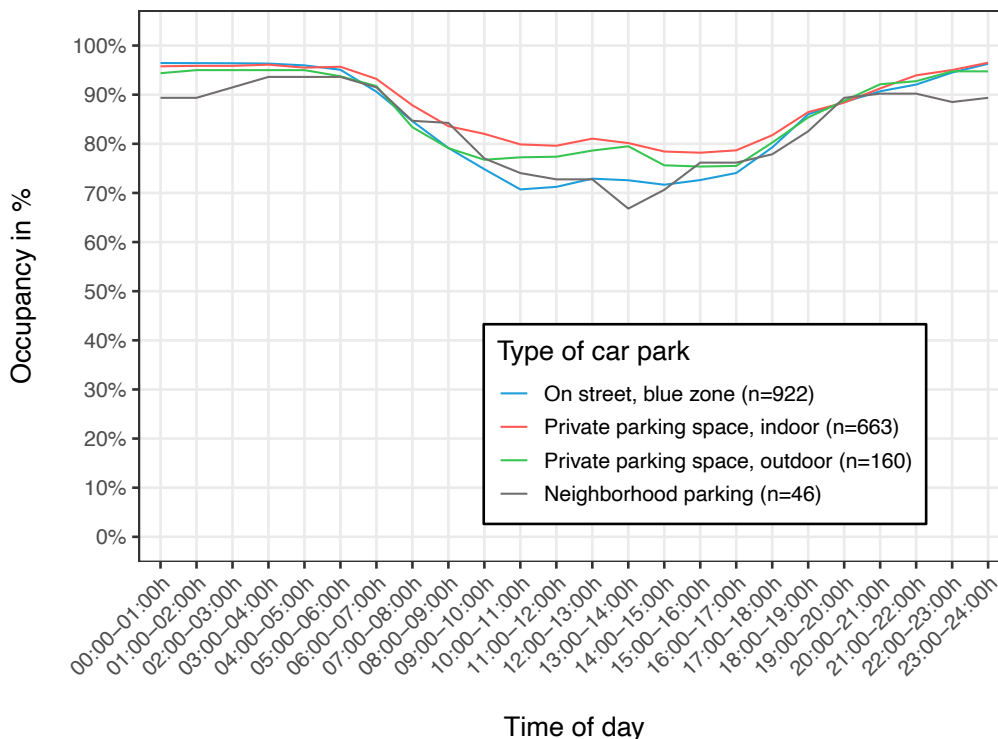 100%
90%
80%
70%
60%
50%
40%
30%
20%
10%
0%
Occupancy in %
Type of car park
On street, blue zone (n=922)
Private parking space, indoor (n=663)
Private parking space, outdoor (n=160)
Neighborhood parking (n=46)
00:00–01:00h
01:00–02:00h
02:00–03:00h
03:00–04:00h
04:00–05:00h
05:00–06:00h
06:00–07:00h
07:00–08:00h
08:00–09:00h
09:00–10:00h
10:00–11:00h
11:00–12:00h
12:00–13:00h
13:00–14:00h
14:00–15:00h
15:00–16:00h
16:00–17:00h
17:00–18:00h
18:00–19:00h
19:00–20:00h
20:00–21:00h
21:00–22:00h
22:00–23:00h
23:00–24:00h
Time of day